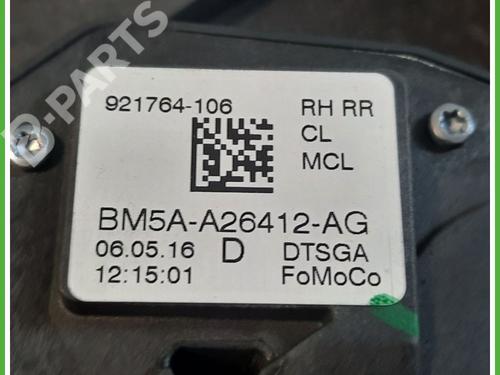 921764-106 RH RR
CL
MCL
BM5A-A26412-AG
06.05.16 D DTSGA
12:15:01 FoMoCo
B-PARTS